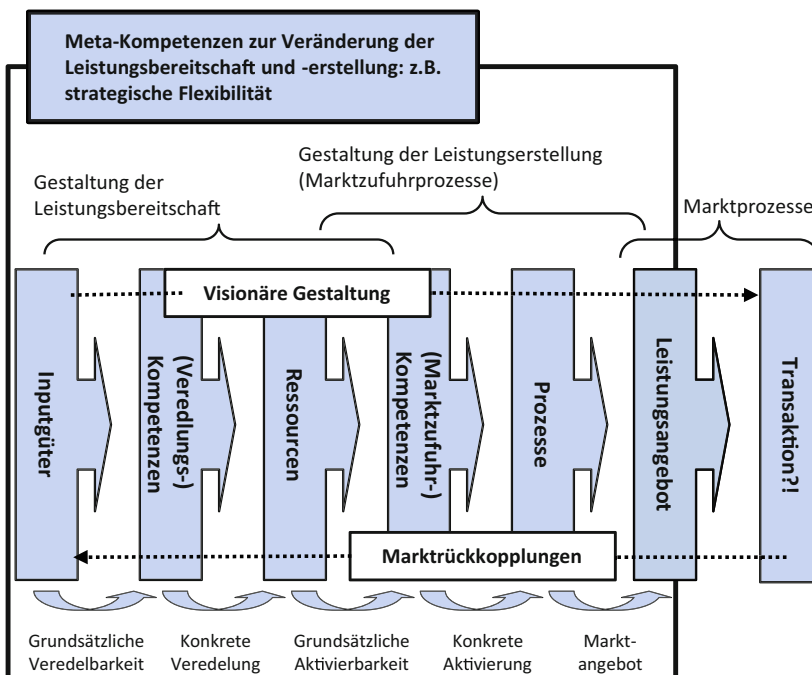 Meta-Kompetenzen zur Veränderung der
Leistungsbereitschaft und -erstellung: z.B.
strategische Flexibilität
Gestaltung der Leistungserstellung
(Marktzufuhrprozesse)
Gestaltung der
Leistungsbereitschaft
Marktprozesse
Visionäre Gestaltung
Inputgüter
(Veredlungs-)
Kompetenzen
Ressourcen
(Marktzufuhr-)
Kompetenzen
Prozesse
Leistungsangebot
Transaktion?!
Marktrückkopplungen
Grundsätzliche
Veredelbarkeit
Konkrete
Veredelung
Grundsätzliche
Aktivierbarkeit
Konkrete
Aktivierung
Markt-
angebot